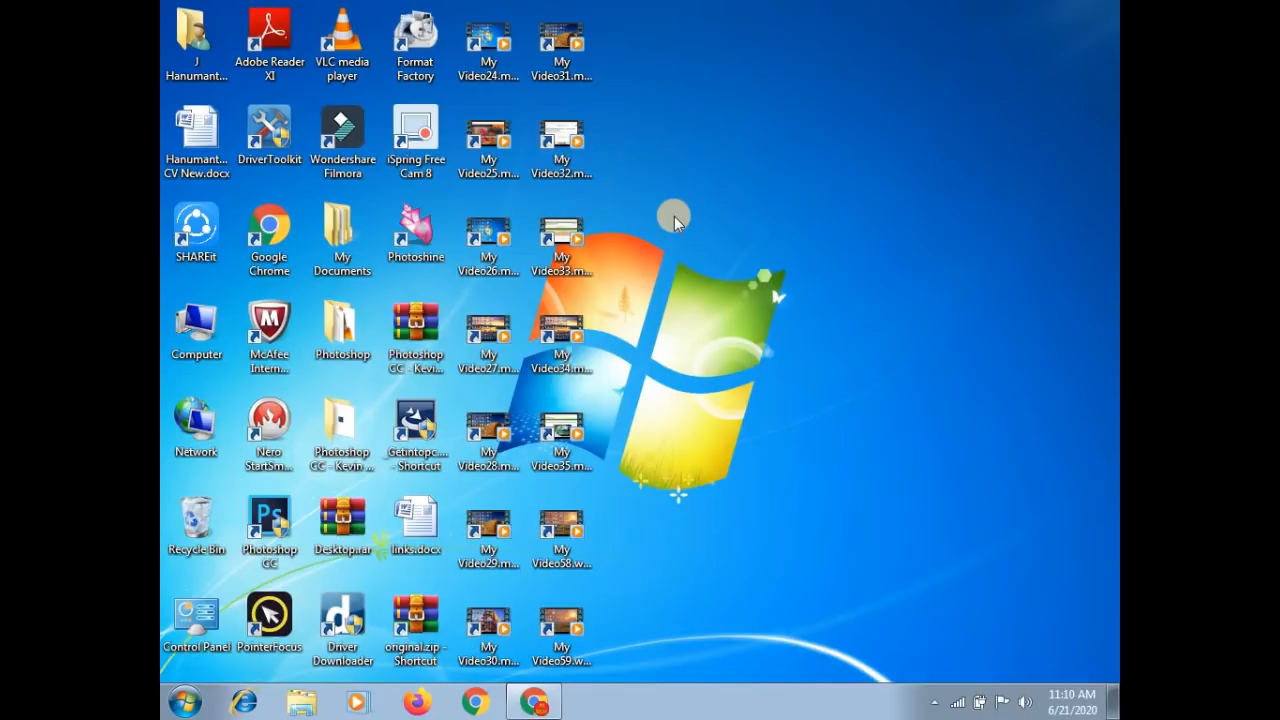 J
Hanumant...
Adobe Reader
XI
VLC media
player
Format
Factory
My
Video24.m...
My
Video31.m...
Hanumant...
CV New.docx
DriverToolkit
Wondershare
Filmora
iSpring Free
Cam 8
My
Video25.m...
My
Video32.m...
SHAREit
Google
Chrome
My
Documents
Photoshine
My
Video26.m...
My
Video33.m...
Computer
McAfee
Intern...
Photoshop
Photoshop
CC - Kevi...
My
Video27.m...
My
Video34.m...
Network
Nero
StartSm...
Photoshop
CC - Kevin ...
_Getintopc....
- Shortcut
My
Video28.m...
My
Video35.m...
Recycle Bin
Ps
Photoshop
CC
Desktop.rar
links.docx
My
Video29.m...
My
Video58.w...
Control Panel
PointerFocus
d
Driver
Downloader
original.zip -
Shortcut
My
Video30.m...
My
Video59.w...
11:10 AM
6/21/2020